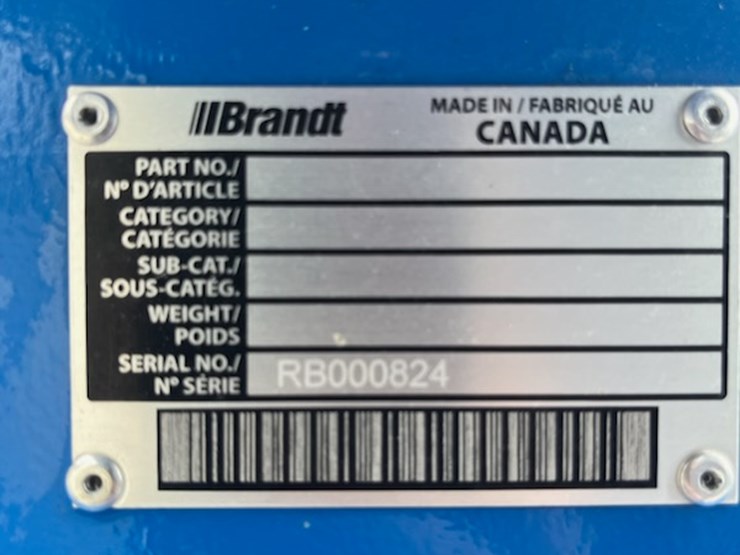 Brandt
MADE IN / FABRIQUÉ AU
CANADA
PART NO./
Nº D'ARTICLE
CATEGORY/
CATÉGORIE
SUB-CAT./
SOUS-CATÉG.
WEIGHT/
POIDS
SERIAL NO./
Nº SÉRIE
RB000824